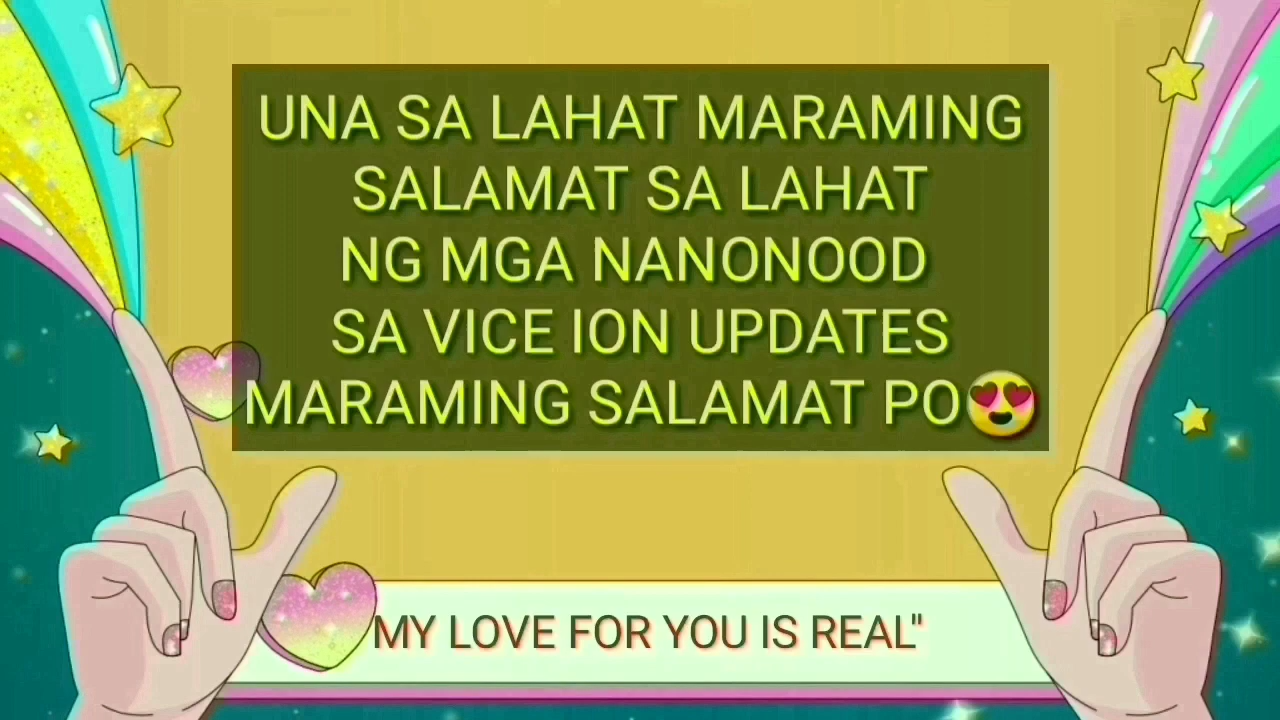 UNA SA LAHAT MARAMING
SALAMAT SA LAHAT
NG MGA NANONOOD
SA VICE ION UPDATES
MARAMING SALAMAT PO😍
MY LOVE FOR YOU IS REAL"